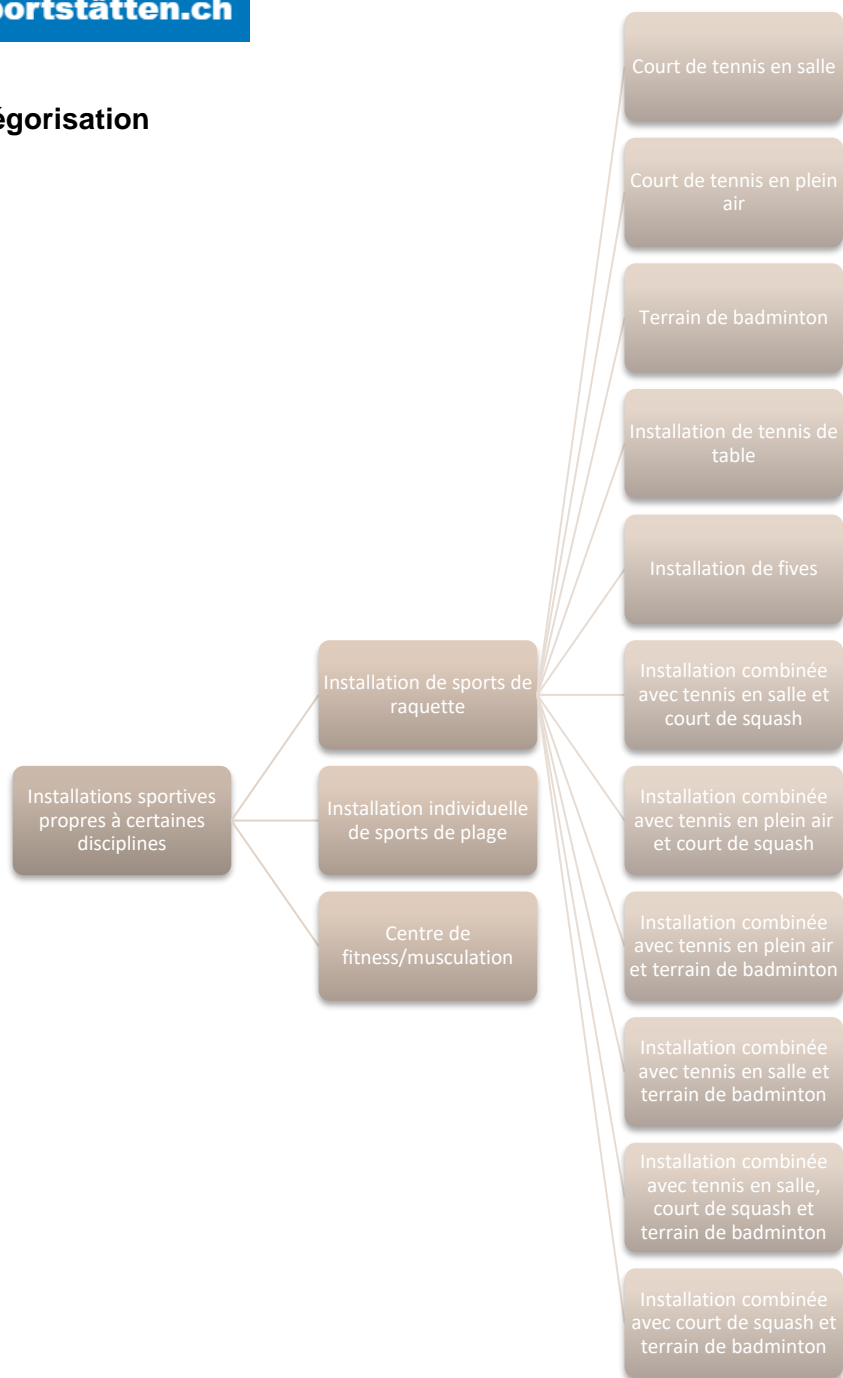 portstätten.ch
égorisation
Court de tennis en salle
Court de tennis en plein
air
Terrain de badminton
Installation de tennis de
table
Installation de fives
Installation combinée
avec tennis en salle et
court de squash
Installation combinée
avec tennis en plein air
et court de squash
Installation combinée
avec tennis en plein air
et terrain de badminton
Installation combinée
avec tennis en salle et
terrain de badminton
Installation combinée
avec tennis en salle,
court de squash et
terrain de badminton
Installation combinée
avec court de squash et
terrain de badminton
Installation de sports de
raquette
Installation individuelle
de sports de plage
Centre de
fitness/musculation
Installations sportives
propres à certaines
disciplines